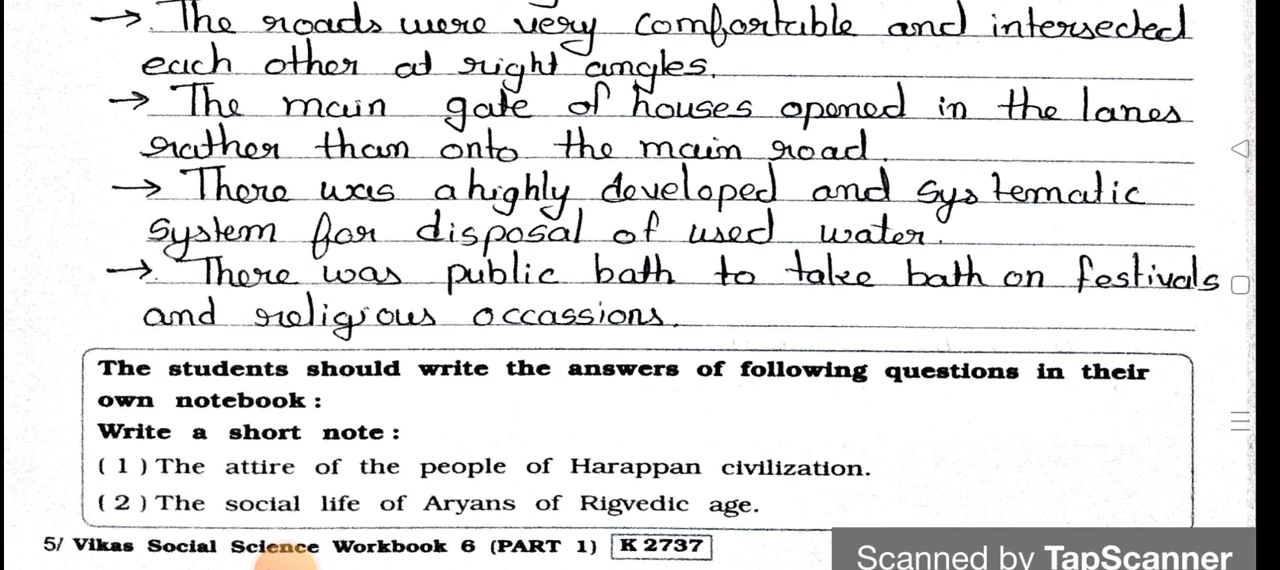 → The roads were very comfortable and intersected
each other at right angles.
→ The main gate of houses opened in the lanes
rather than onto the main road.
→ There was a highly developed and systematic
system for disposal of used water.
→ There was public bath to take bath on festivals
and religious occassions.
The students should write the answers of following questions in their
own notebook :
Write a short note :
( 1 ) The attire of the people of Harappan civilization.
( 2 ) The social life of Aryans of Rigvedic age.
5/ Vikas Social Science Workbook 6 (PART 1) K 2737
Scanned by TapScanner